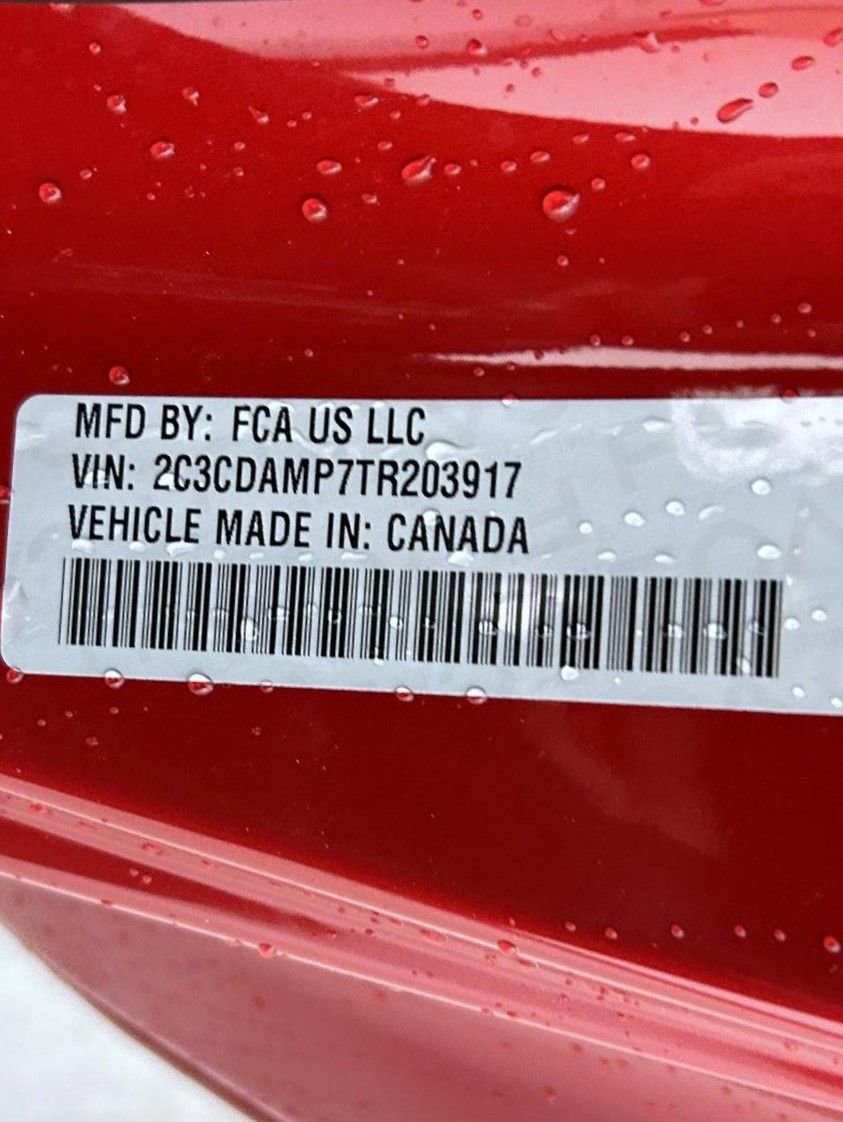 MFD BY: FCA US LLC
VIN: 2C3CDAMP7TR203917
VEHICLE MADE IN: CANADA